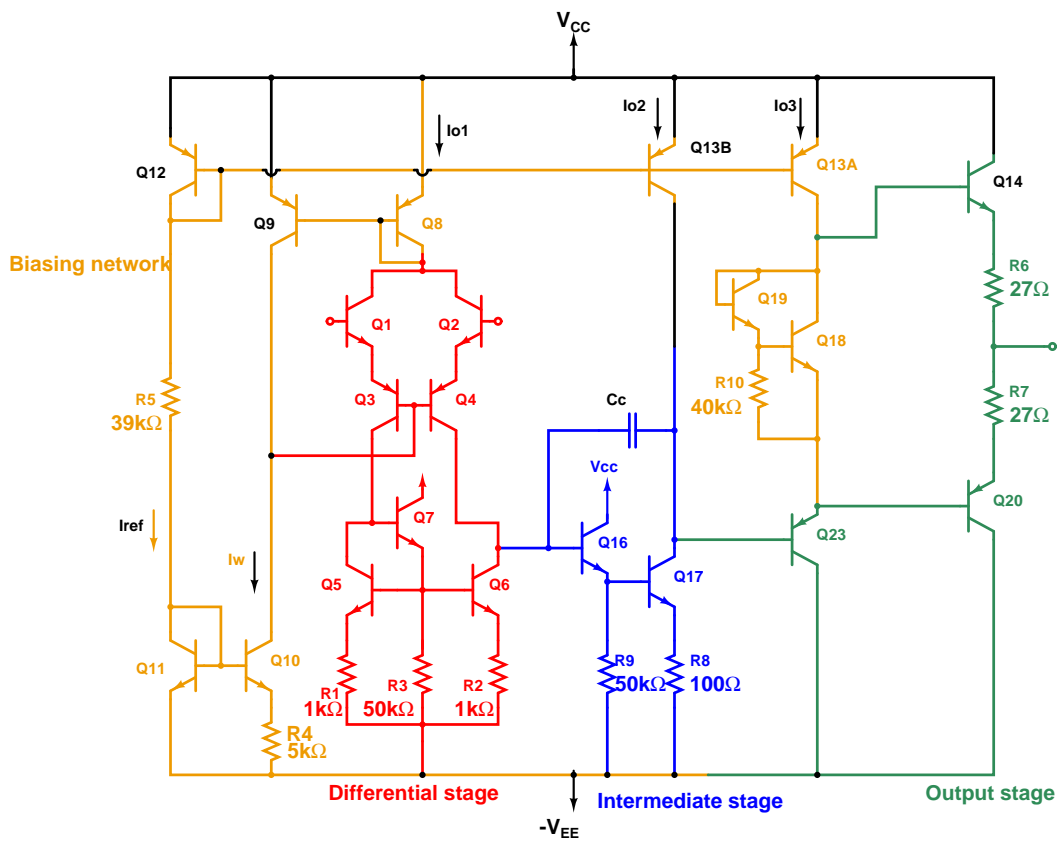 V_CC
Io1
Io2
Io3
Q12
Q13B
Q13A
Q14
Q9
Q8
Biasing network
Q19
R6
27Ω
Q1
Q2
Q18
R5
39kΩ
Q3
Q4
R10
40kΩ
Cc
R7
27Ω
Vcc
Iref
Q7
Q16
Q23
Q20
Iw
Q5
Q6
Q17
Q11
Q10
R1
1kΩ
R3
50kΩ
R2
1kΩ
R9
50kΩ
R8
100Ω
R4
5kΩ
Differential stage
Intermediate stage
Output stage
-V_EE